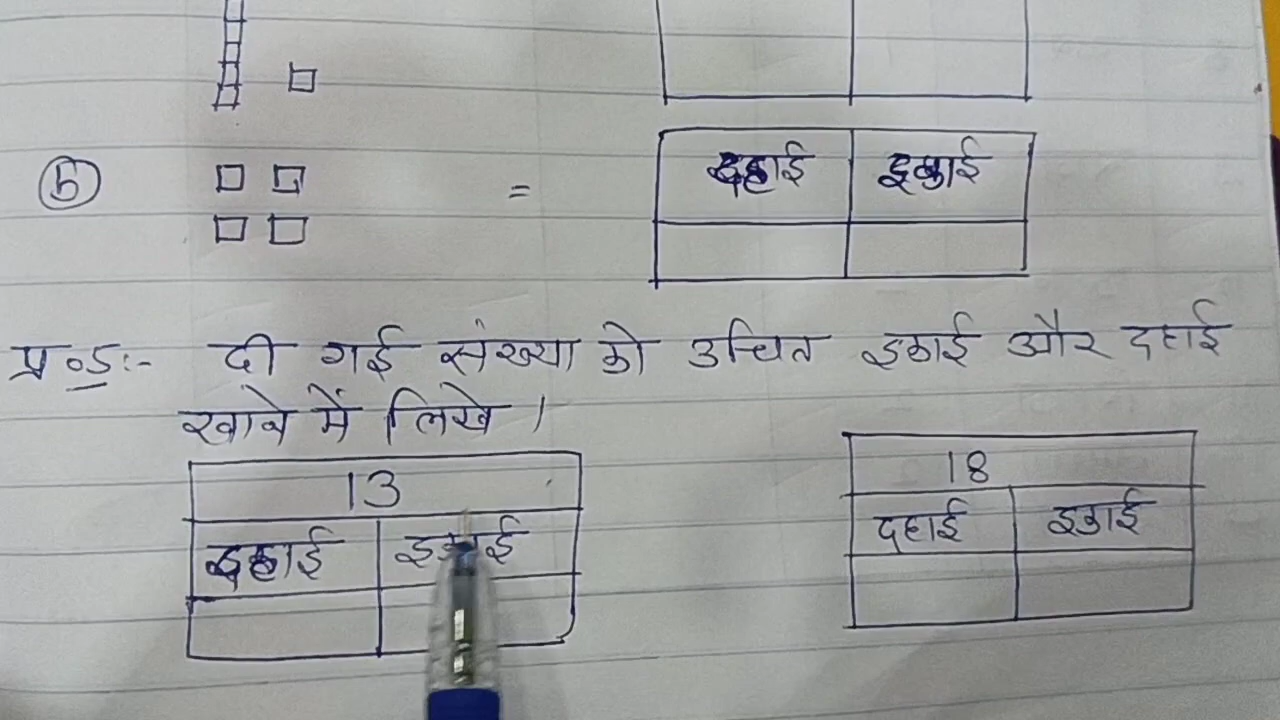 5 =
दहाई इकाई
प्र०5:- दी गई संख्या को उचित इकाई और दहाई
खाने में लिखे ।
13
दहाई इकाई
18
दहाई इकाई